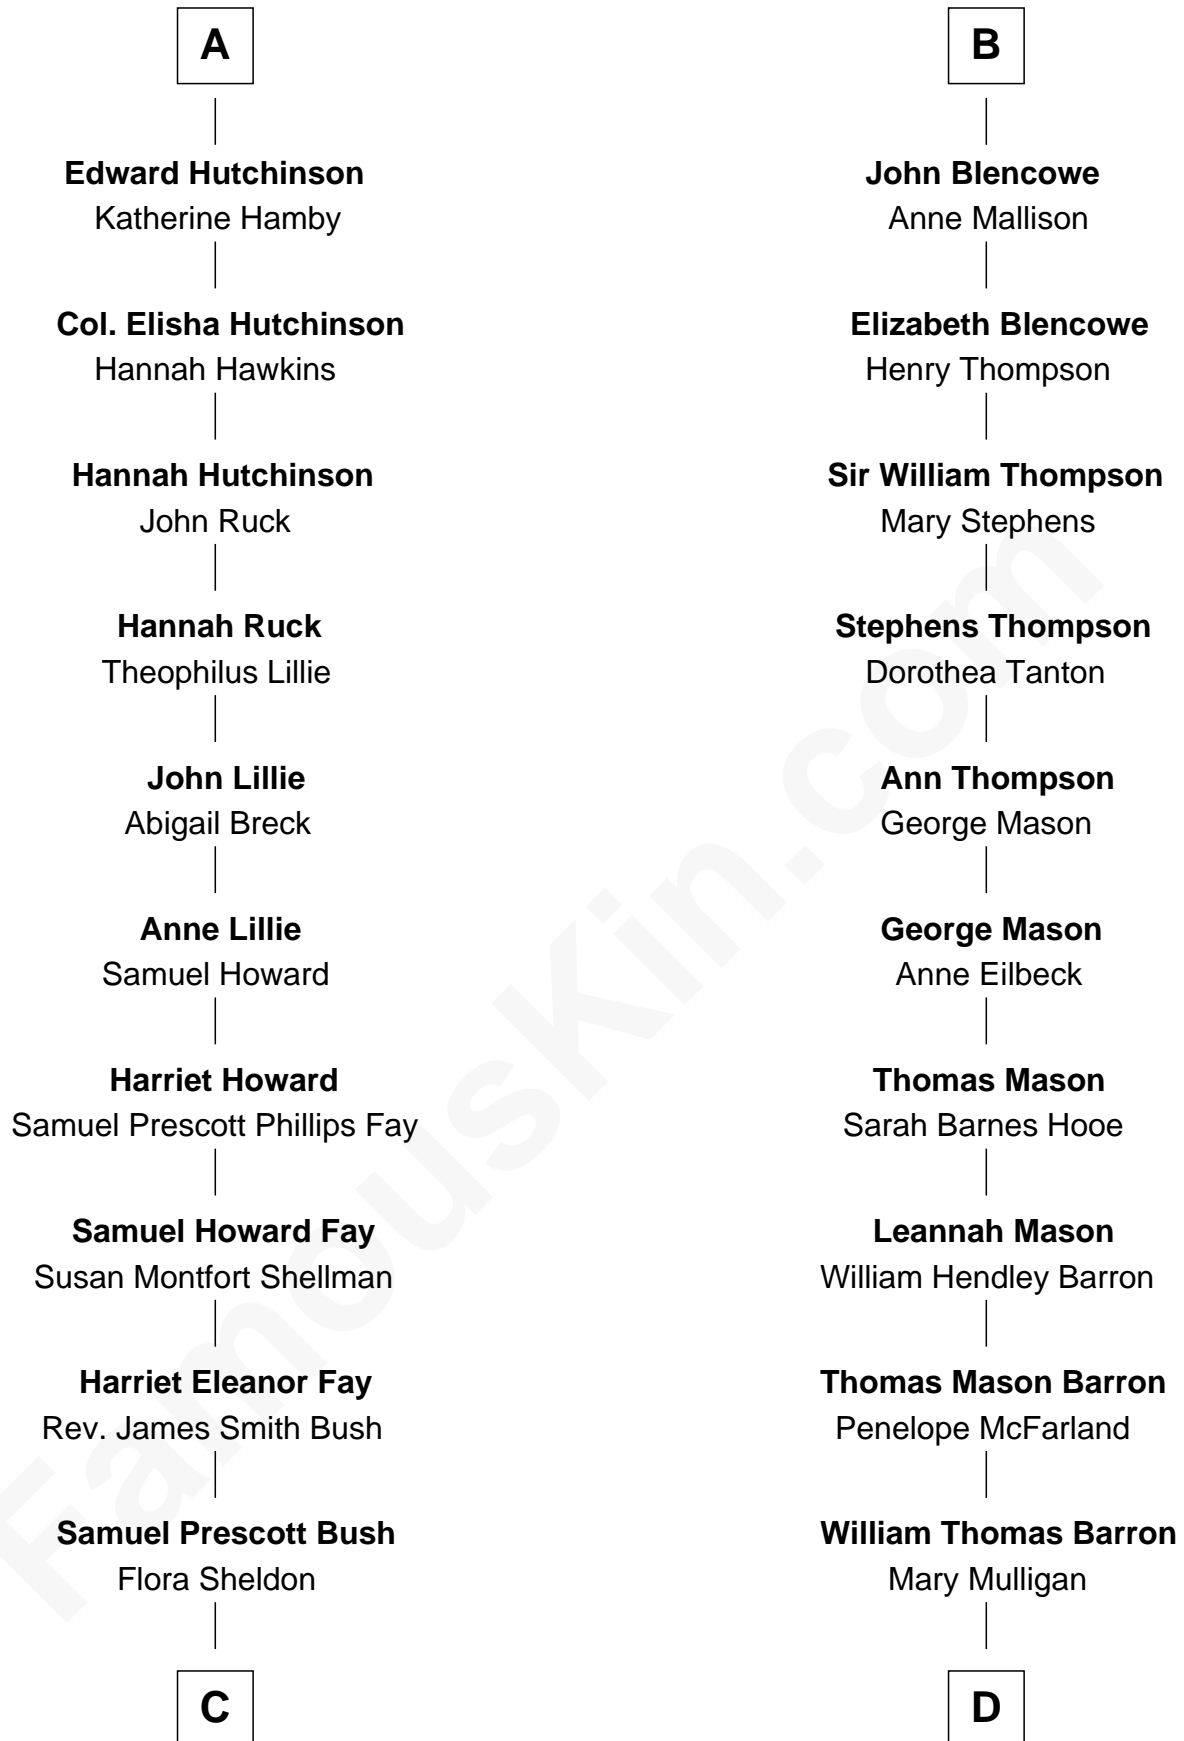 A
Edward Hutchinson
Katherine Hamby
Col. Elisha Hutchinson
Hannah Hawkins
Hannah Hutchinson
John Ruck
Hannah Ruck
Theophilus Lillie
John Lillie
Abigail Breck
Anne Lillie
Samuel Howard
Harriet Howard
Samuel Prescott Phillips Fay
Samuel Howard Fay
Susan Montfort Shellman
Harriet Eleanor Fay
Rev. James Smith Bush
Samuel Prescott Bush
Flora Sheldon
C
B
John Blencowe
Anne Mallison
Elizabeth Blencowe
Henry Thompson
Sir William Thompson
Mary Stephens
Stephens Thompson
Dorothea Tanton
Ann Thompson
George Mason
George Mason
Anne Eilbeck
Thomas Mason
Sarah Barnes Hooe
Leannah Mason
William Hendley Barron
Thomas Mason Barron
Penelope McFarland
William Thomas Barron
Mary Mulligan
D
FamousKin.com